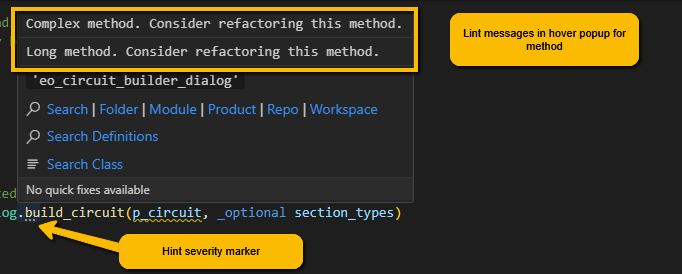 Complex method. Consider refactoring this method.
Long method. Consider refactoring this method.
'eo_circuit_builder_dialog'
Search | Folder | Module | Product | Repo | Workspace
Search Definitions
Search Class
No quick fixes available
log.build_circuit(p_circuit, _optional section_types)
Lint messages in hover popup for
method
Hint severity marker